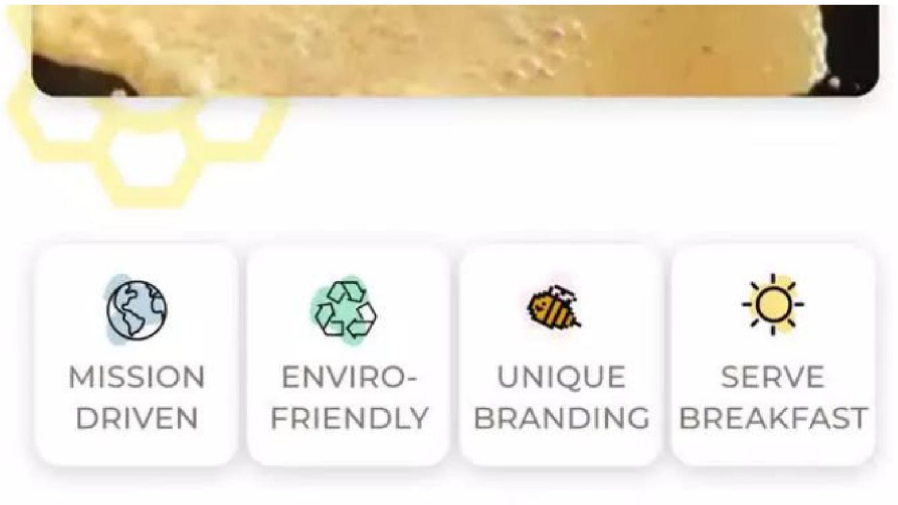 MISSION
DRIVEN
ENVIRO-
FRIENDLY
UNIQUE
BRANDING
SERVE
BREAKFAST